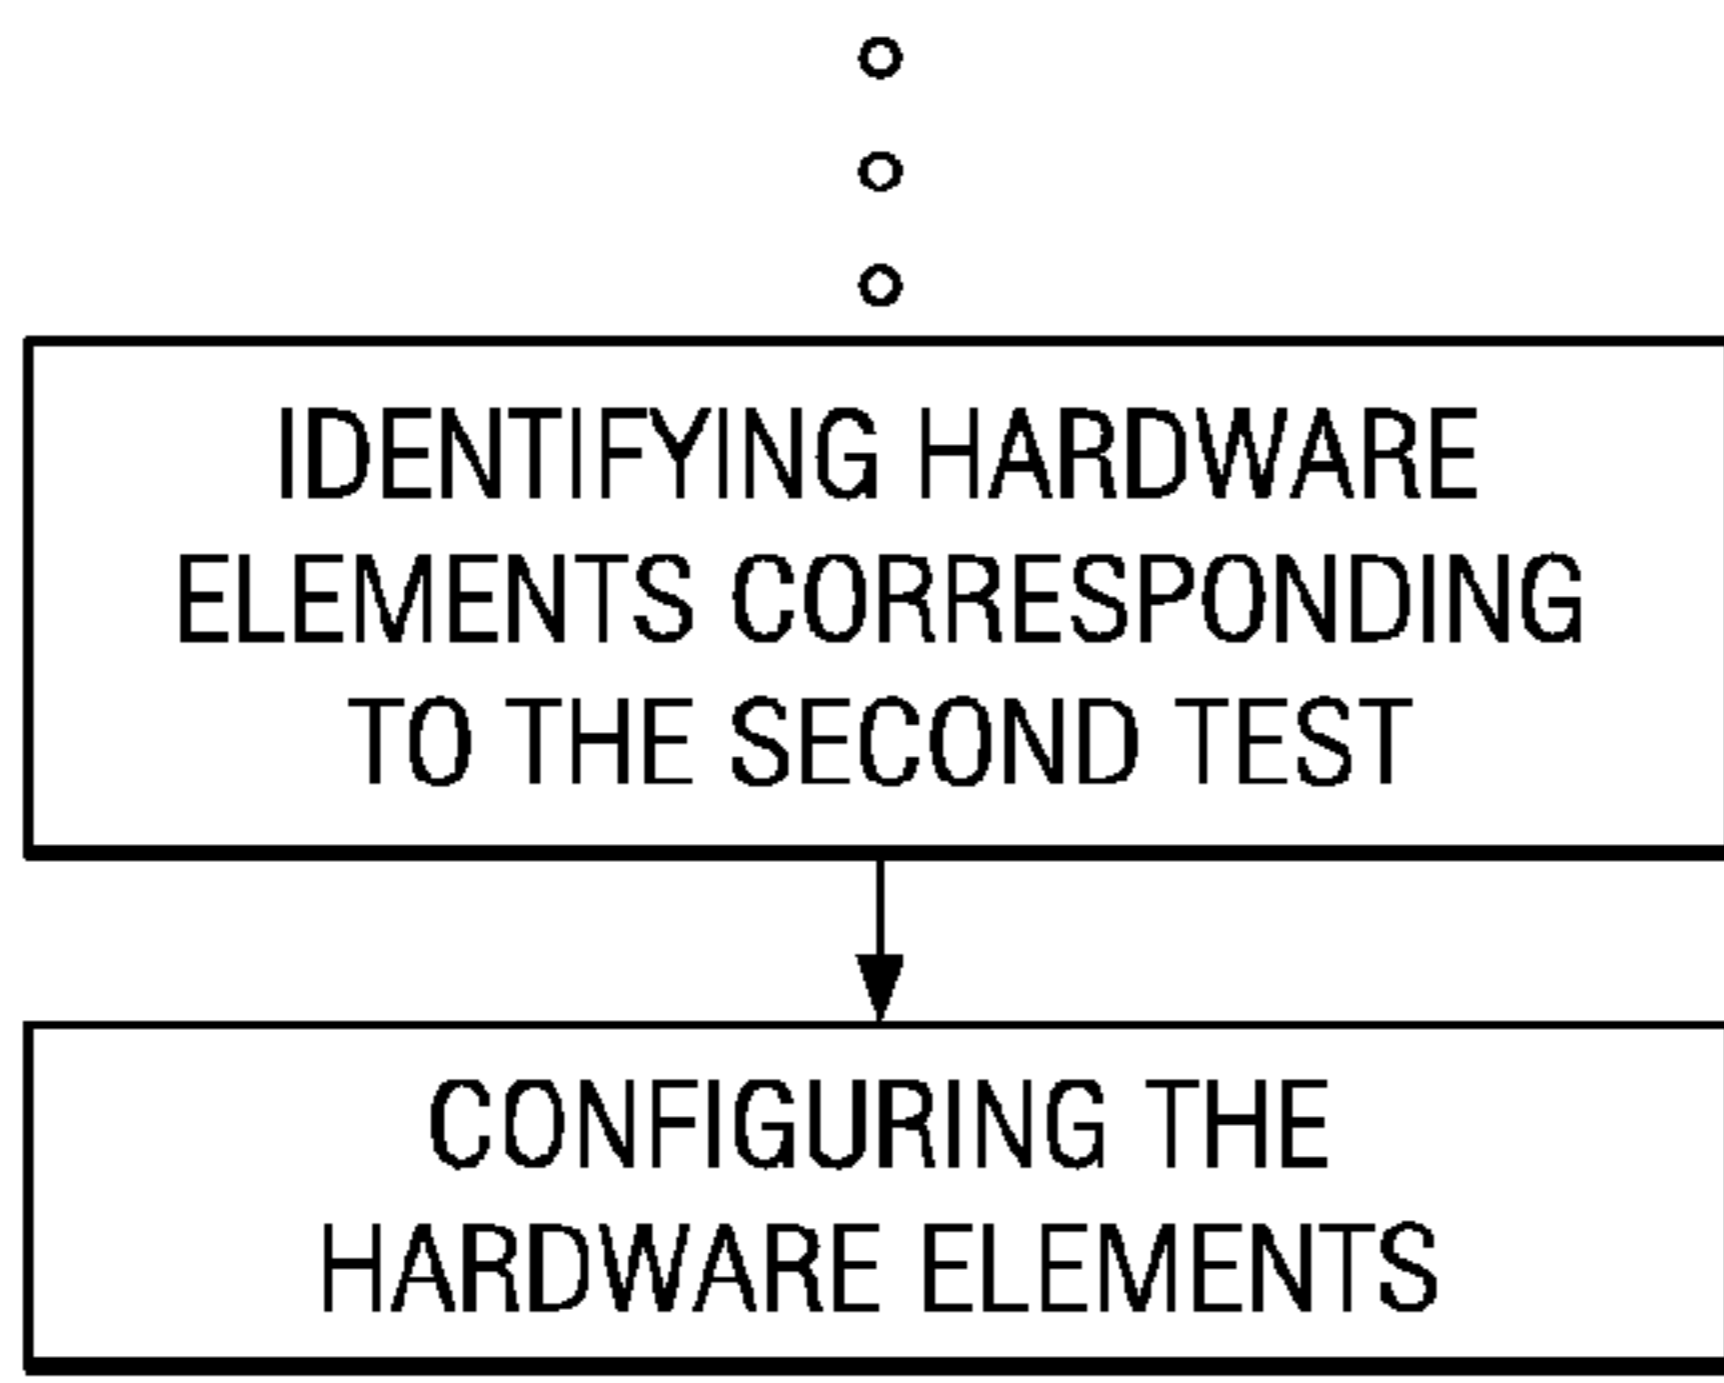 IDENTIFYING HARDWARE
ELEMENTS CORRESPONDING
TO THE SECOND TEST
CONFIGURING THE
HARDWARE ELEMENTS